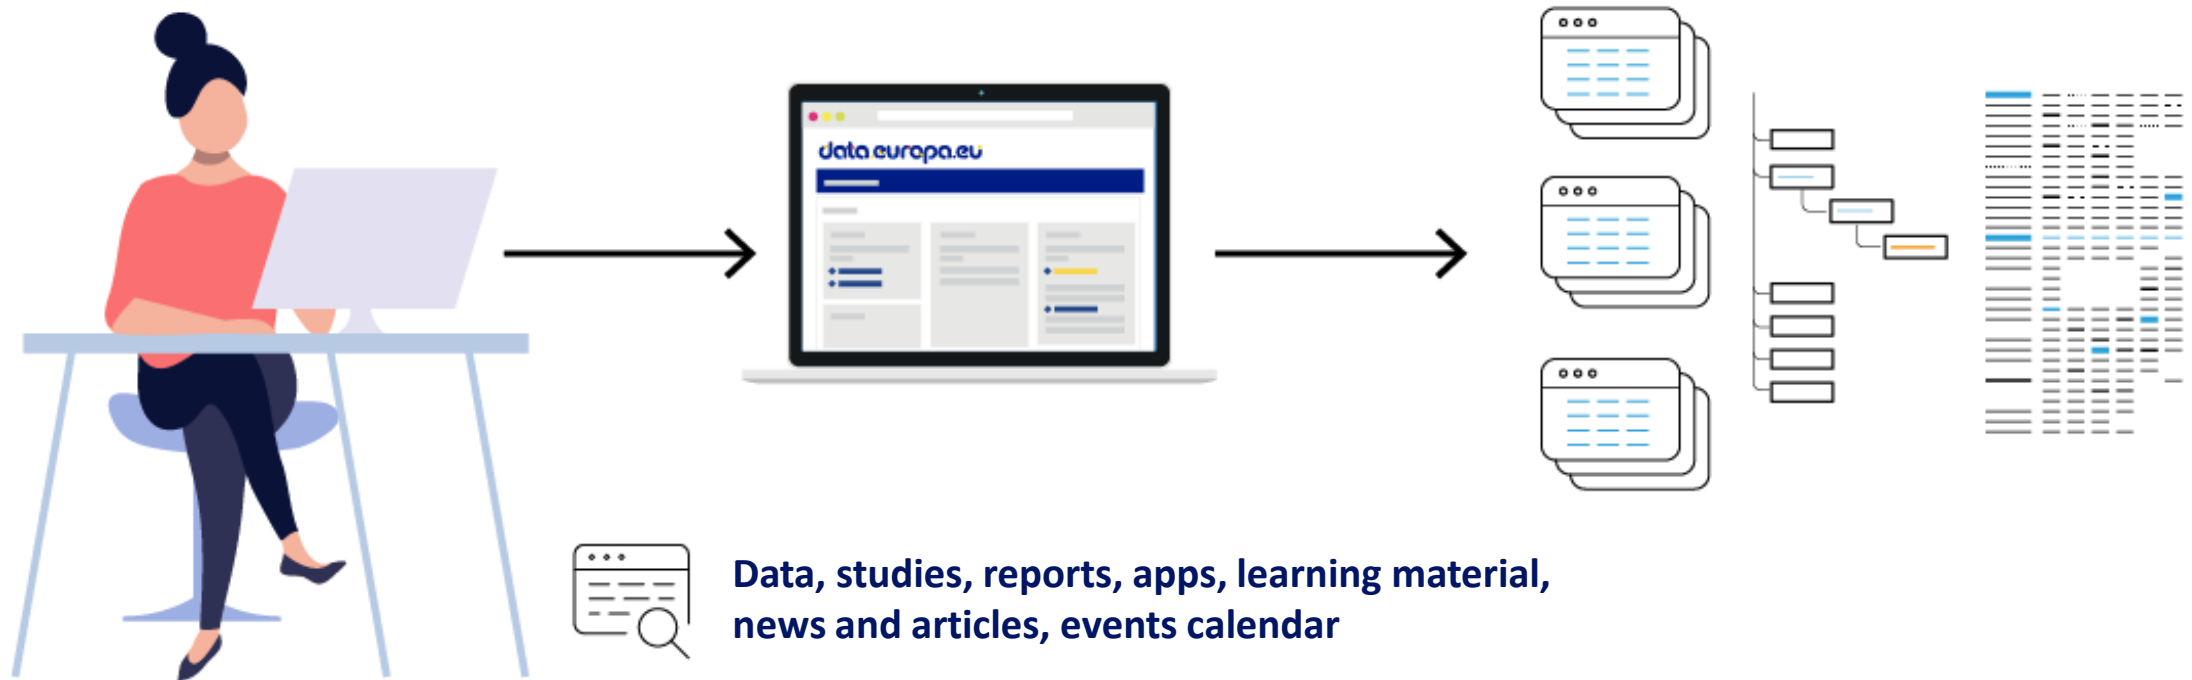 data.europa.eu
Data, studies, reports, apps, learning material,
news and articles, events calendar